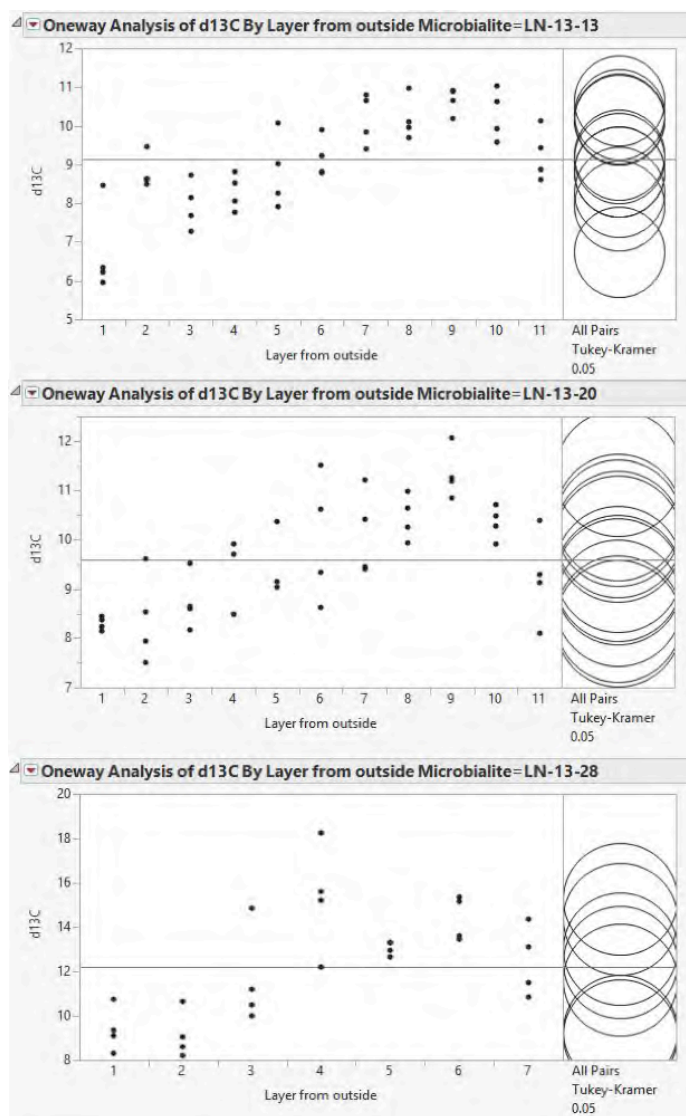 Oneway Analysis of d13C By Layer from outside Microbialite=LN-13-13
12
11
10
9
8
7
6
5
d13C
1 2 3 4 5 6 7 8 9 10 11
Layer from outside
All Pairs
Tukey-Kramer
0.05
Oneway Analysis of d13C By Layer from outside Microbialite=LN-13-20
12
11
10
9
8
7
d13C
1 2 3 4 5 6 7 8 9 10 11
Layer from outside
All Pairs
Tukey-Kramer
0.05
Oneway Analysis of d13C By Layer from outside Microbialite=LN-13-28
20
18
16
14
12
10
8
d13C
1 2 3 4 5 6 7
Layer from outside
All Pairs
Tukey-Kramer
0.05